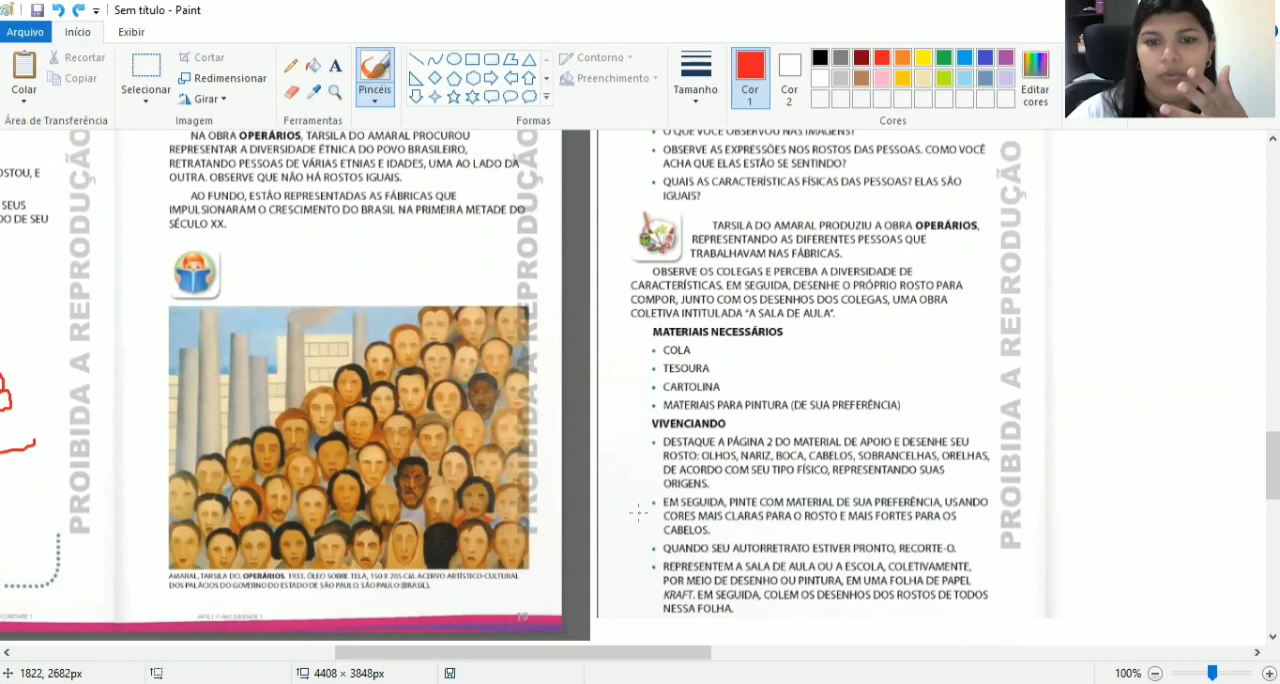 Sem título - Paint
Arquivo Início Exibir
Colar
Recortar
Copiar
Área de Transferência
Selecionar
Cortar
Redimensionar
Girar
Imagem
Pincéis
Ferramentas
Contorno
Preenchimento
Formas
Tamanho
Cor 1
Cor 2
Editar cores
Cores
OSTOU, E
SEUS
DO DE SEU
NA OBRA OPERÁRIOS, TARSILA DO AMARAL PROCUROU
REPRESENTAR A DIVERSIDADE ÉTNICA DO POVO BRASILEIRO,
RETRATANDO PESSOAS DE VÁRIAS ETNIAS E IDADES, UMA AO LADO DA
OUTRA. OBSERVE QUE NÃO HÁ ROSTOS IGUAIS.
AO FUNDO, ESTÃO REPRESENTADAS AS FÁBRICAS QUE
IMPULSIONARAM O CRESCIMENTO DO BRASIL NA PRIMEIRA METADE DO
SÉCULO XX.
PROIBIDA A REPRODUÇÃO
PROIBIDA A REPRODUÇÃO
AMARAL, TARSILA DO. OPERÁRIOS. 1933. ÓLEO SOBRE TELA, 150 X 205 CM. ACERVO ARTÍSTICO-CULTURAL
DOS PALÁCIOS DO GOVERNO DO ESTADO DE SÃO PAULO. SÃO PAULO (BRASIL).
O QUE VOCÊ OBSERVOU NAS IMAGENS?
• OBSERVE AS EXPRESSÕES NOS ROSTOS DAS PESSOAS. COMO VOCÊ
ACHA QUE ELAS ESTÃO SE SENTINDO?
• QUAIS AS CARACTERÍSTICAS FÍSICAS DAS PESSOAS? ELAS SÃO
IGUAIS?
TARSILA DO AMARAL PRODUZIU A OBRA OPERÁRIOS,
REPRESENTANDO AS DIFERENTES PESSOAS QUE
TRABALHAVAM NAS FÁBRICAS.
OBSERVE OS COLEGAS E PERCEBA A DIVERSIDADE DE
CARACTERÍSTICAS. EM SEGUIDA, DESENHE O PRÓPRIO ROSTO PARA
COMPOR, JUNTO COM OS DESENHOS DOS COLEGAS, UMA OBRA
COLETIVA INTITULADA "A SALA DE AULA".
MATERIAIS NECESSÁRIOS
• COLA
• TESOURA
• CARTOLINA
• MATERIAIS PARA PINTURA (DE SUA PREFERÊNCIA)
VIVENCIANDO
• DESTAQUE A PÁGINA 2 DO MATERIAL DE APOIO E DESENHE SEU
ROSTO: OLHOS, NARIZ, BOCA, CABELOS, SOBRANCELHAS, ORELHAS,
DE ACORDO COM SEU TIPO FÍSICO, REPRESENTANDO SUAS
ORIGENS.
• EM SEGUIDA, PINTE COM MATERIAL DE SUA PREFERÊNCIA, USANDO
CORES MAIS CLARAS PARA O ROSTO E MAIS FORTES PARA OS
CABELOS.
• QUANDO SEU AUTORRETRATO ESTIVER PRONTO, RECORTE-O.
• REPRESENTEM A SALA DE AULA OU A ESCOLA, COLETIVAMENTE,
POR MEIO DE DESENHO OU PINTURA, EM UMA FOLHA DE PAPEL
KRAFT. EM SEGUIDA, COLEM OS DESENHOS DOS ROSTOS DE TODOS
NESSA FOLHA.
PROIBIDA A REPRODUÇÃO
1822, 2682px
4408 × 3848px
100%